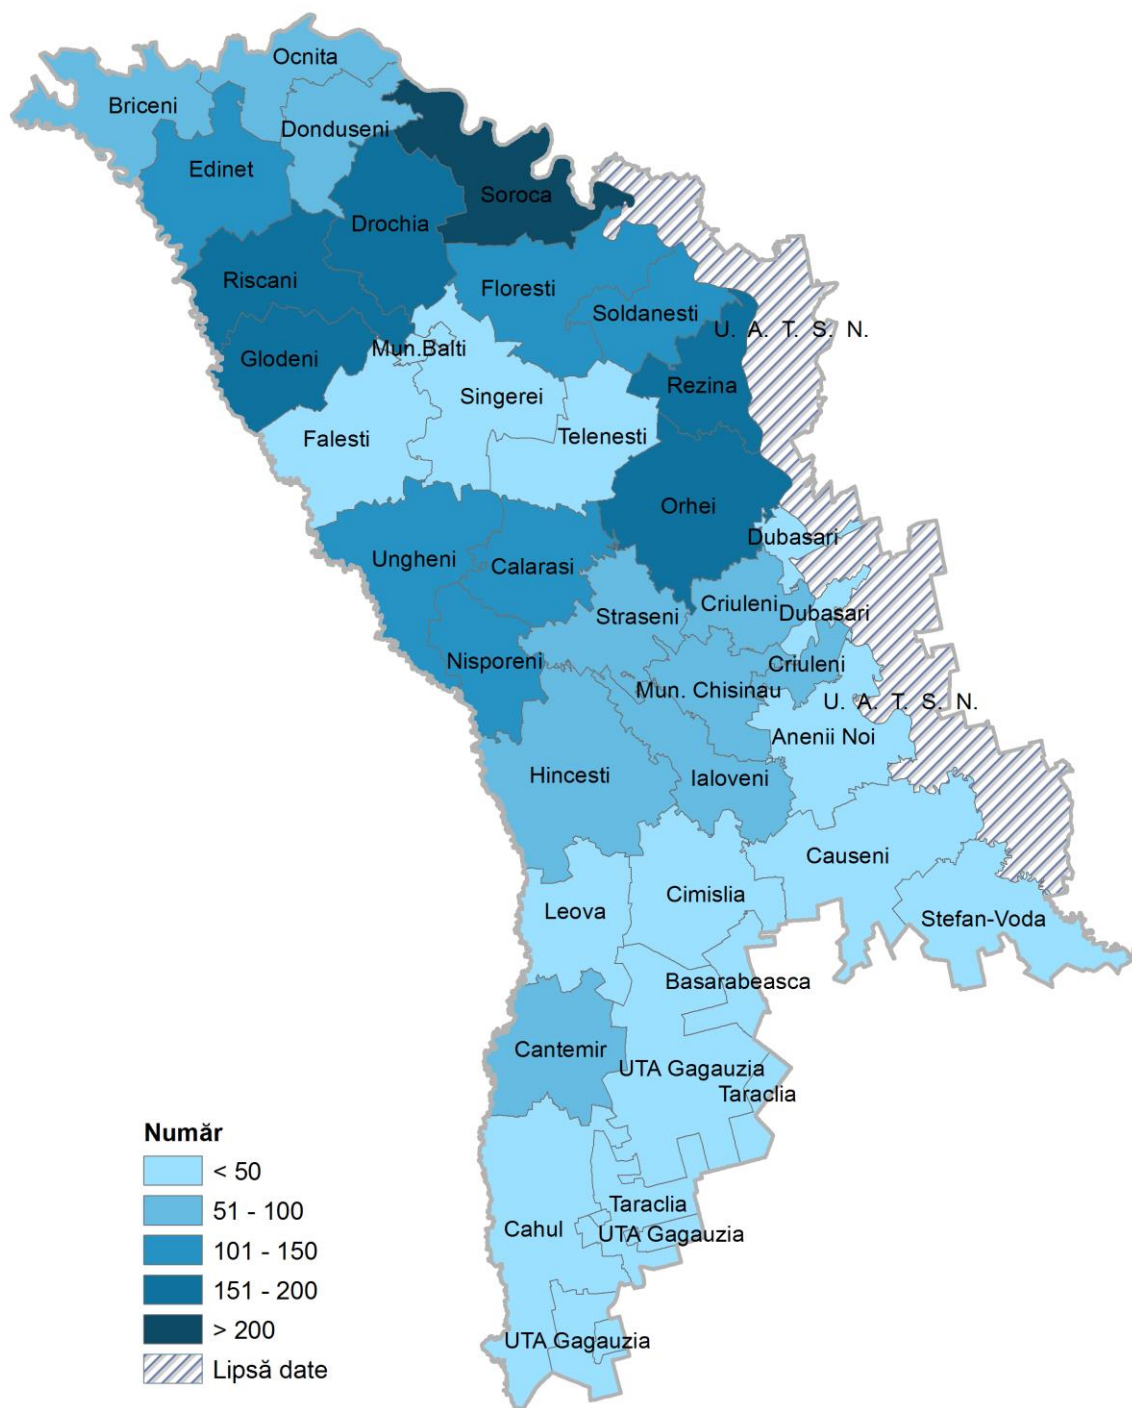 Ocnita
Briceni
Donduseni
Edinet
Soroca
Drochia
Riscani
Floresti
Soldanesti
U. A. T. S. N.
Mun.Balti
Glodeni
Rezina
Singerei
Falesti
Telenesti
Orhei
Dubasari
Ungheni
Calarasi
Criuleni
Straseni
Dubasari
Nisporeni
Criuleni
Mun. Chisinau
U. A. T. S. N.
Anenii Noi
Hincesti
Ialoveni
Causeni
Cimislia
Leova
Stefan-Voda
Basarabeasca
Cantemir
UTA Gagauzia
Taraclia
Taraclia
Cahul
UTA Gagauzia
UTA Gagauzia
Număr
< 50
51 - 100
101 - 150
151 - 200
> 200
Lipsă date